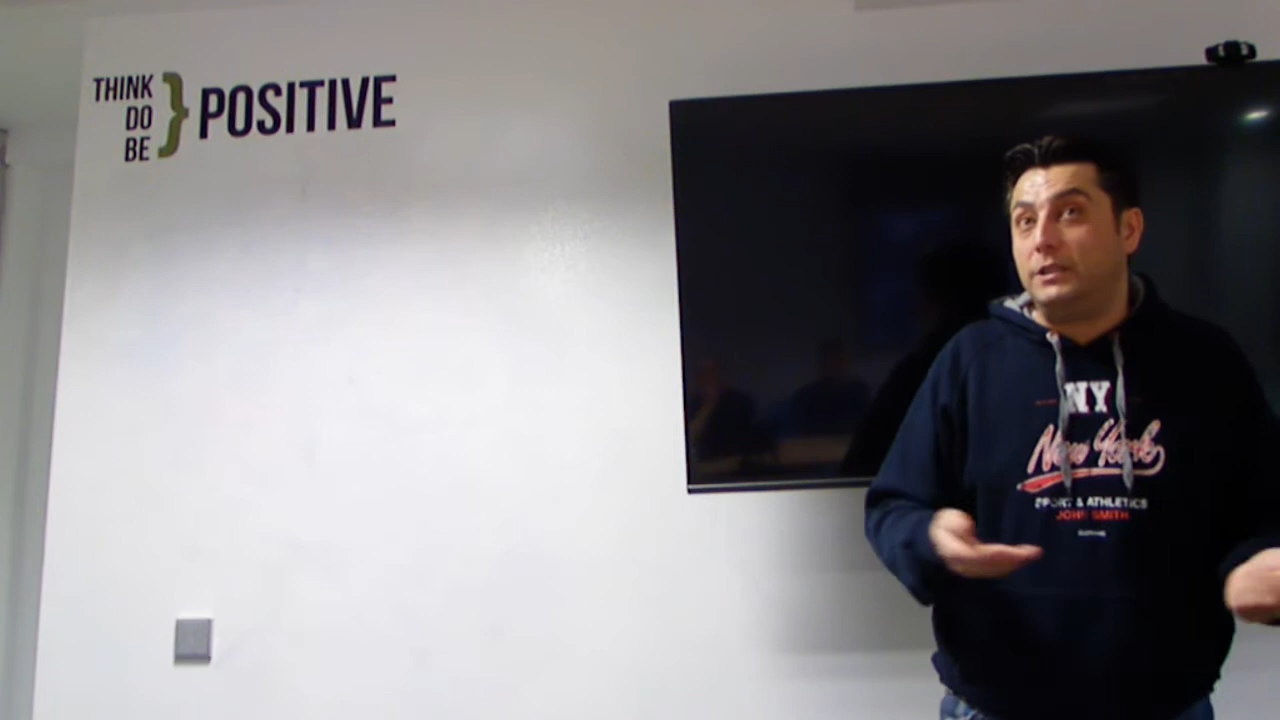 THINK
DO
BE
} POSITIVE
NY
New York
SPORT & ATHLETICS
JOHN SMITH